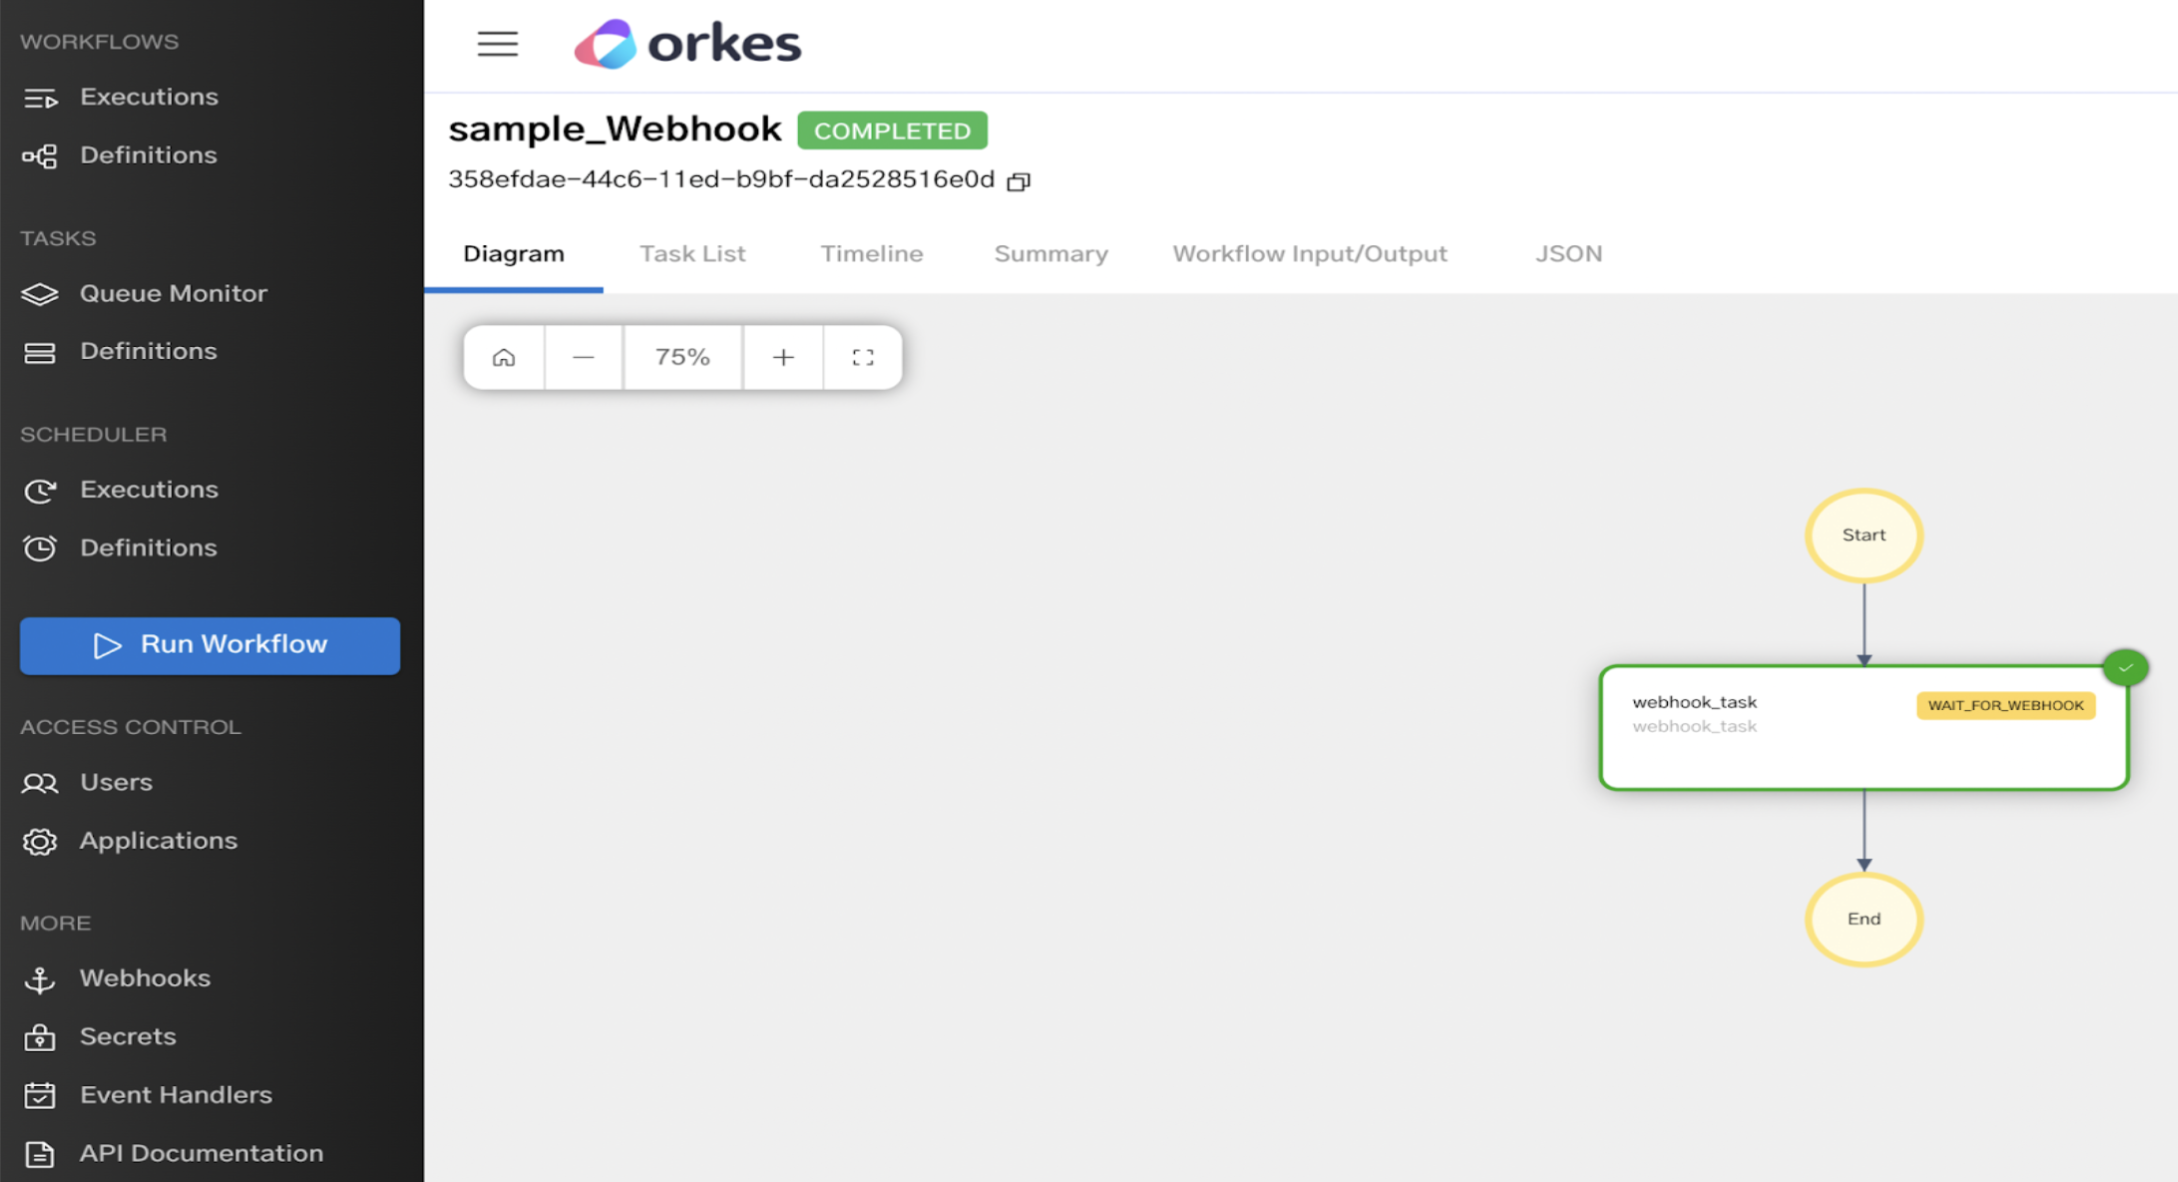 WORKFLOWS
Executions
Definitions
TASKS
Queue Monitor
Definitions
SCHEDULER
Executions
Definitions
Run Workflow
ACCESS CONTROL
Users
Applications
MORE
Webhooks
Secrets
Event Handlers
API Documentation
orkes
sample_Webhook COMPLETED
358efdae-44c6-11ed-b9bf-da2528516e0d
Diagram Task List Timeline Summary Workflow Input/Output JSON
75%
Start
webhook_task WAIT_FOR_WEBHOOK
webhook_task
End